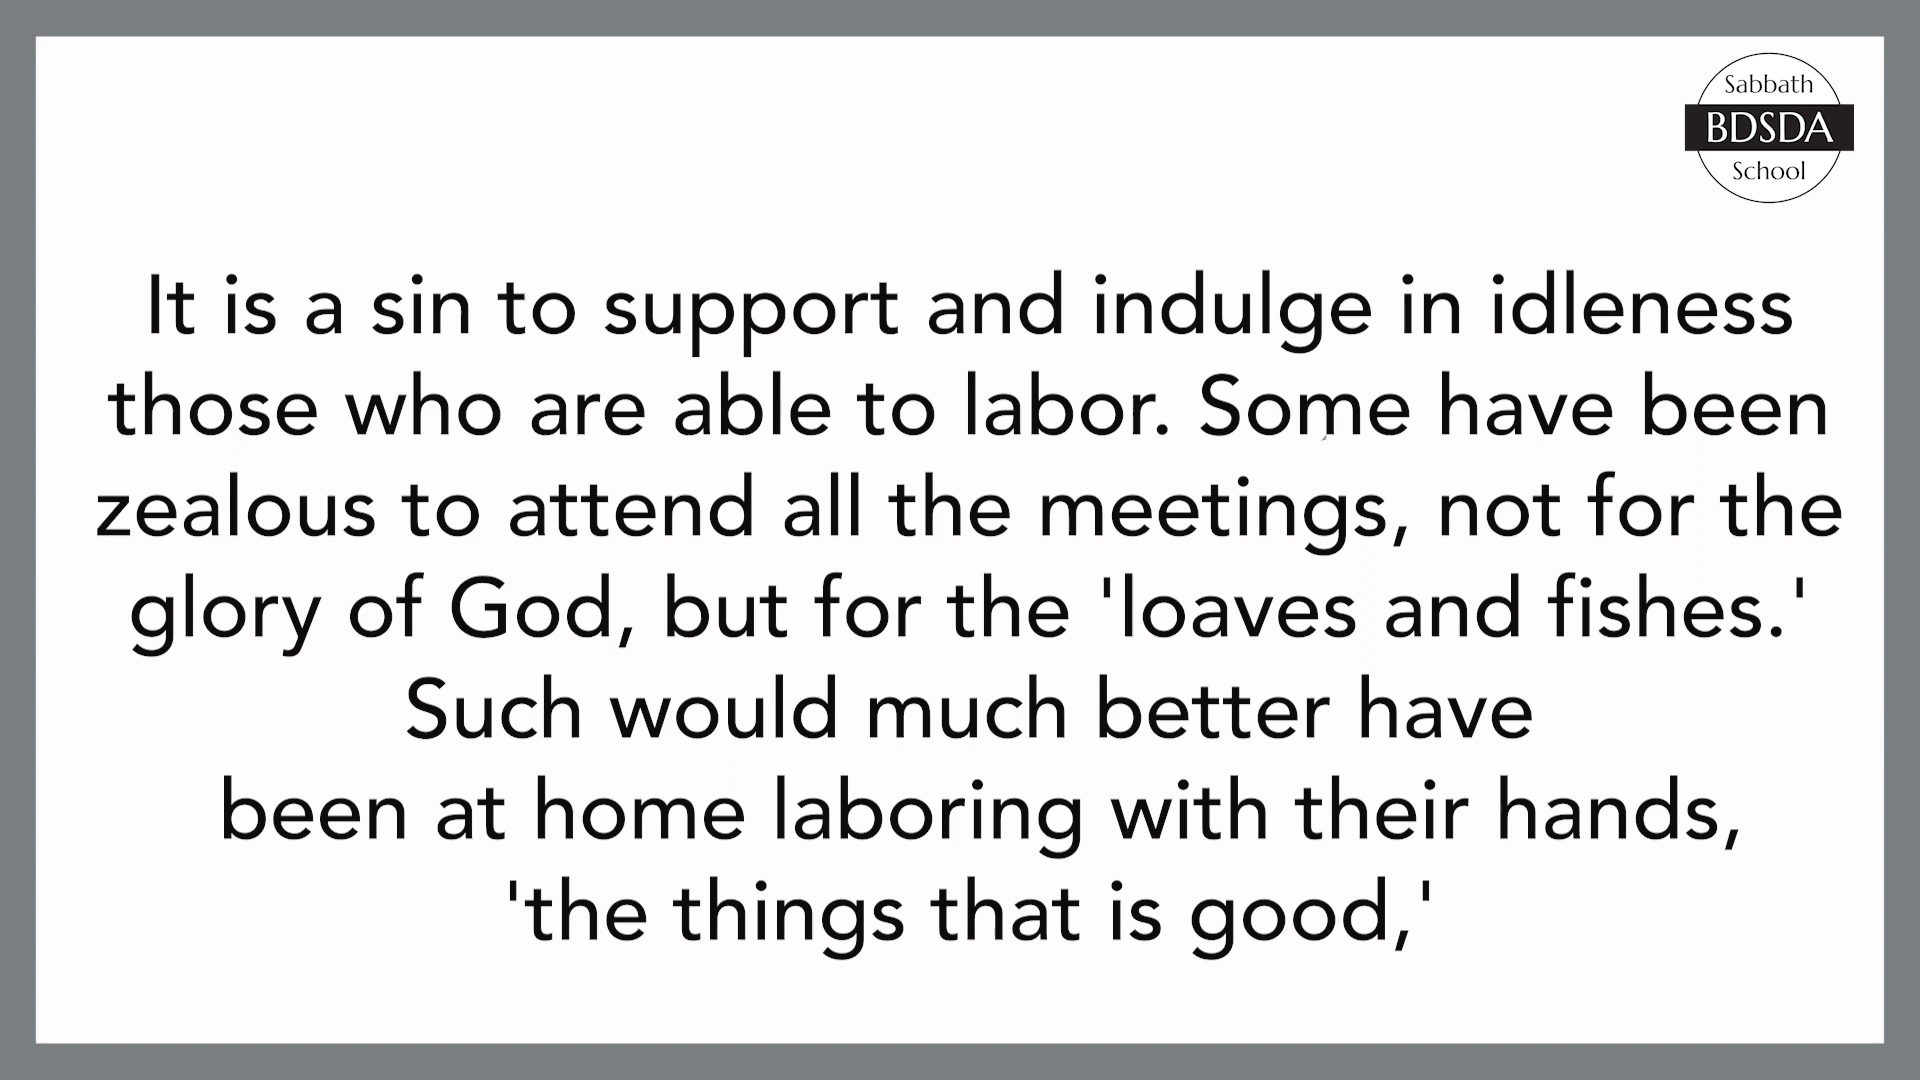 Sabbath
BDSDA
School
It is a sin to support and indulge in idleness
those who are able to labor. Some have been
zealous to attend all the meetings, not for the
glory of God, but for the 'loaves and fishes.'
Such would much better have
been at home laboring with their hands,
'the things that is good,'